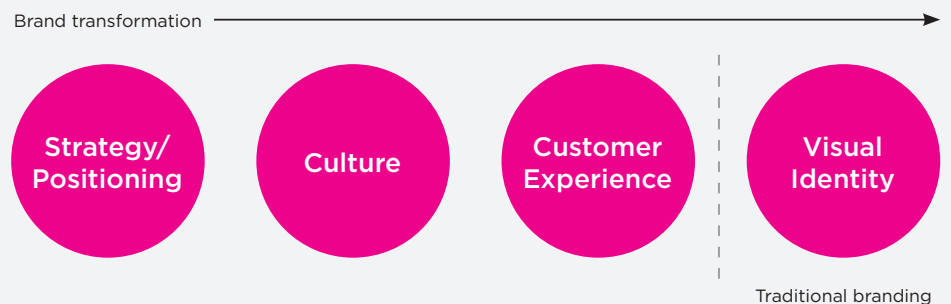 Brand transformation
Strategy/
Positioning
Culture
Customer
Experience
Visual
Identity
Traditional branding